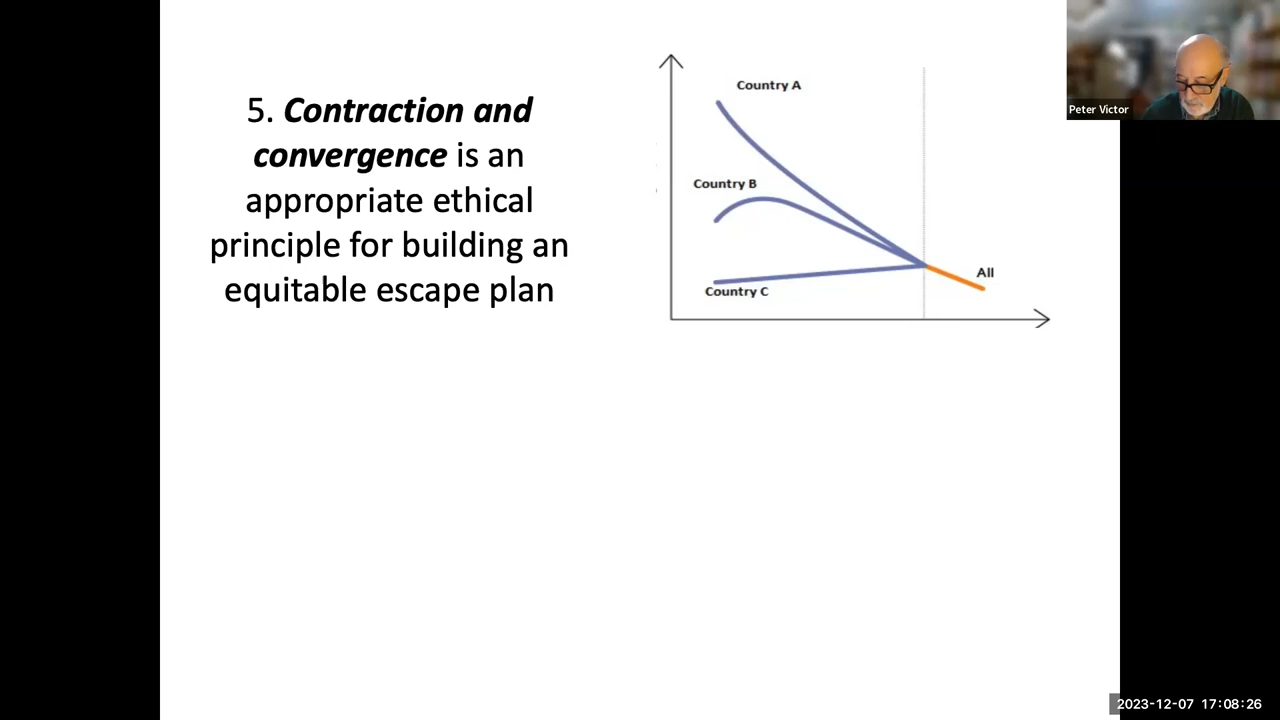 5. Contraction and
convergence is an
appropriate ethical
principle for building an
equitable escape plan
Country A
Country B
Country C
All
Peter Victor
2023-12-07 17:08:26